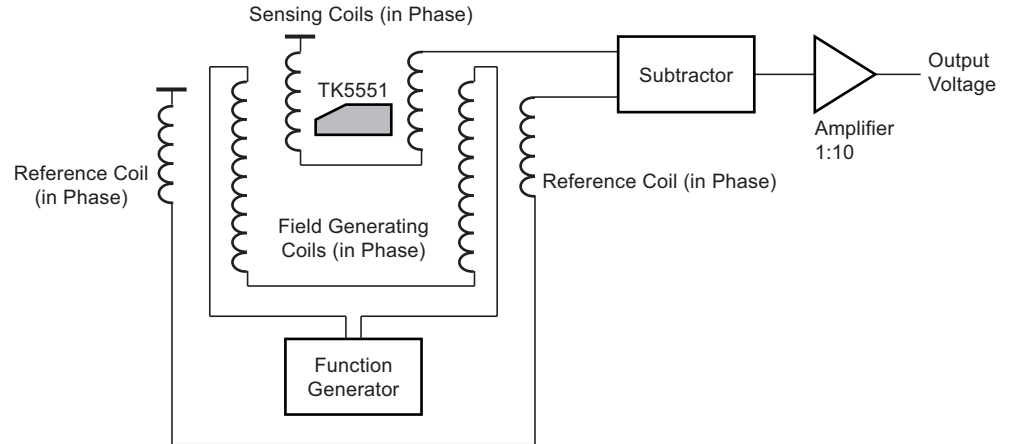 Sensing Coils (in Phase)
TK5551
Subtractor
Output
Voltage
Amplifier
1:10
Reference Coil
(in Phase)
Reference Coil (in Phase)
Field Generating
Coils (in Phase)
Function
Generator